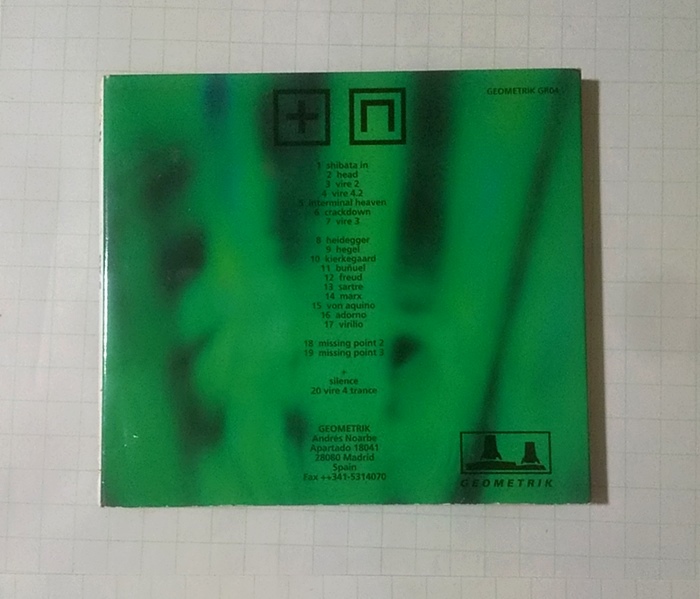 GEOMETRIK GR04
1 shibata in
2 head
3 vire 2
4 vire 4.2
5 interminal heaven
6 crackdown
7 vire 3
8 heidegger
9 hegel
10 kierkegaard
11 buñuel
12 freud
13 sartre
14 marx
15 von aquino
16 adorno
17 virilio
18 missing point 2
19 missing point 3
+
silence
20 vire 4 trance
GEOMETRIK
Andrés Noarbe
Apartado 18041
28080 Madrid
Spain
Fax ++341-5314070
GEOMETRIK